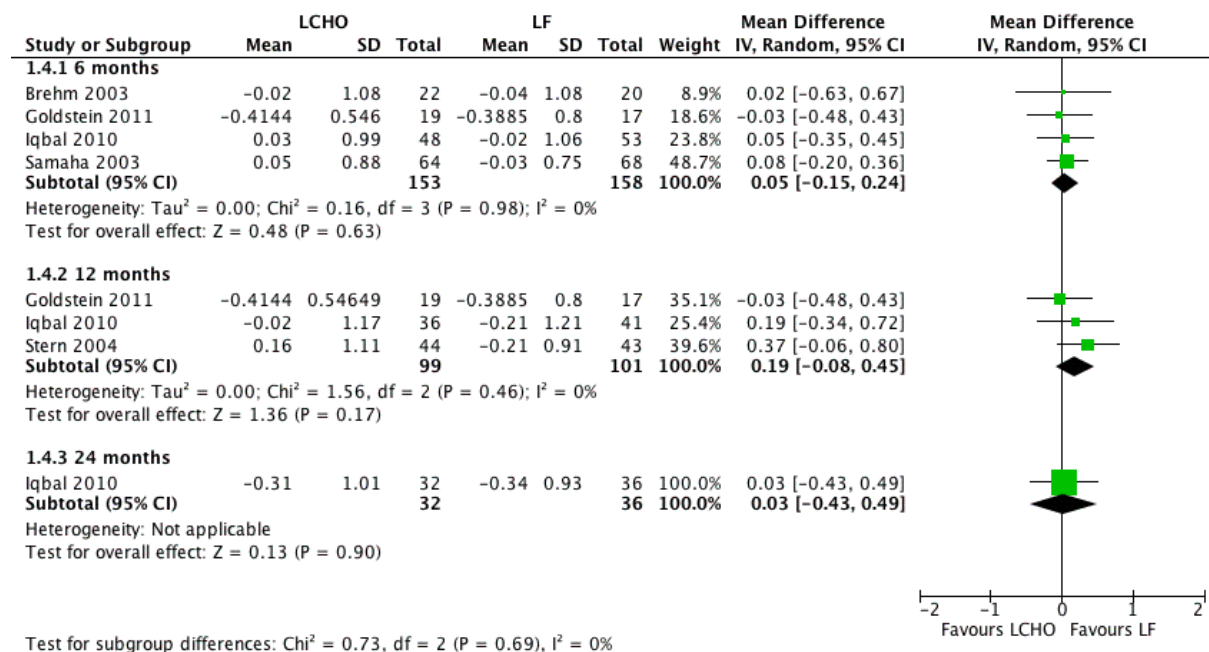 LCHO LF Mean Difference Mean Difference
Study or Subgroup Mean SD Total Mean SD Total Weight IV, Random, 95% CI IV, Random, 95% CI
1.4.1 6 months
Brehm 2003 −0.02 1.08 22 −0.04 1.08 20 8.9% 0.02 [−0.63, 0.67]
Goldstein 2011 −0.4144 0.546 19 −0.3885 0.8 17 18.6% −0.03 [−0.48, 0.43]
Iqbal 2010 0.03 0.99 48 −0.02 1.06 53 23.8% 0.05 [−0.35, 0.45]
Samaha 2003 0.05 0.88 64 −0.03 0.75 68 48.7% 0.08 [−0.20, 0.36]
Subtotal (95% CI) 153 158 100.0% 0.05 [−0.15, 0.24]
Heterogeneity: Tau² = 0.00; Chi² = 0.16, df = 3 (P = 0.98); I² = 0%
Test for overall effect: Z = 0.48 (P = 0.63)
1.4.2 12 months
Goldstein 2011 −0.4144 0.54649 19 −0.3885 0.8 17 35.1% −0.03 [−0.48, 0.43]
Iqbal 2010 −0.02 1.17 36 −0.21 1.21 41 25.4% 0.19 [−0.34, 0.72]
Stern 2004 0.16 1.11 44 −0.21 0.91 43 39.6% 0.37 [−0.06, 0.80]
Subtotal (95% CI) 99 101 100.0% 0.19 [−0.08, 0.45]
Heterogeneity: Tau² = 0.00; Chi² = 1.56, df = 2 (P = 0.46); I² = 0%
Test for overall effect: Z = 1.36 (P = 0.17)
1.4.3 24 months
Iqbal 2010 −0.31 1.01 32 −0.34 0.93 36 100.0% 0.03 [−0.43, 0.49]
Subtotal (95% CI) 32 36 100.0% 0.03 [−0.43, 0.49]
Heterogeneity: Not applicable
Test for overall effect: Z = 0.13 (P = 0.90)
−2 −1 0 1 2
Favours LCHO Favours LF
Test for subgroup differences: Chi² = 0.73, df = 2 (P = 0.69), I² = 0%